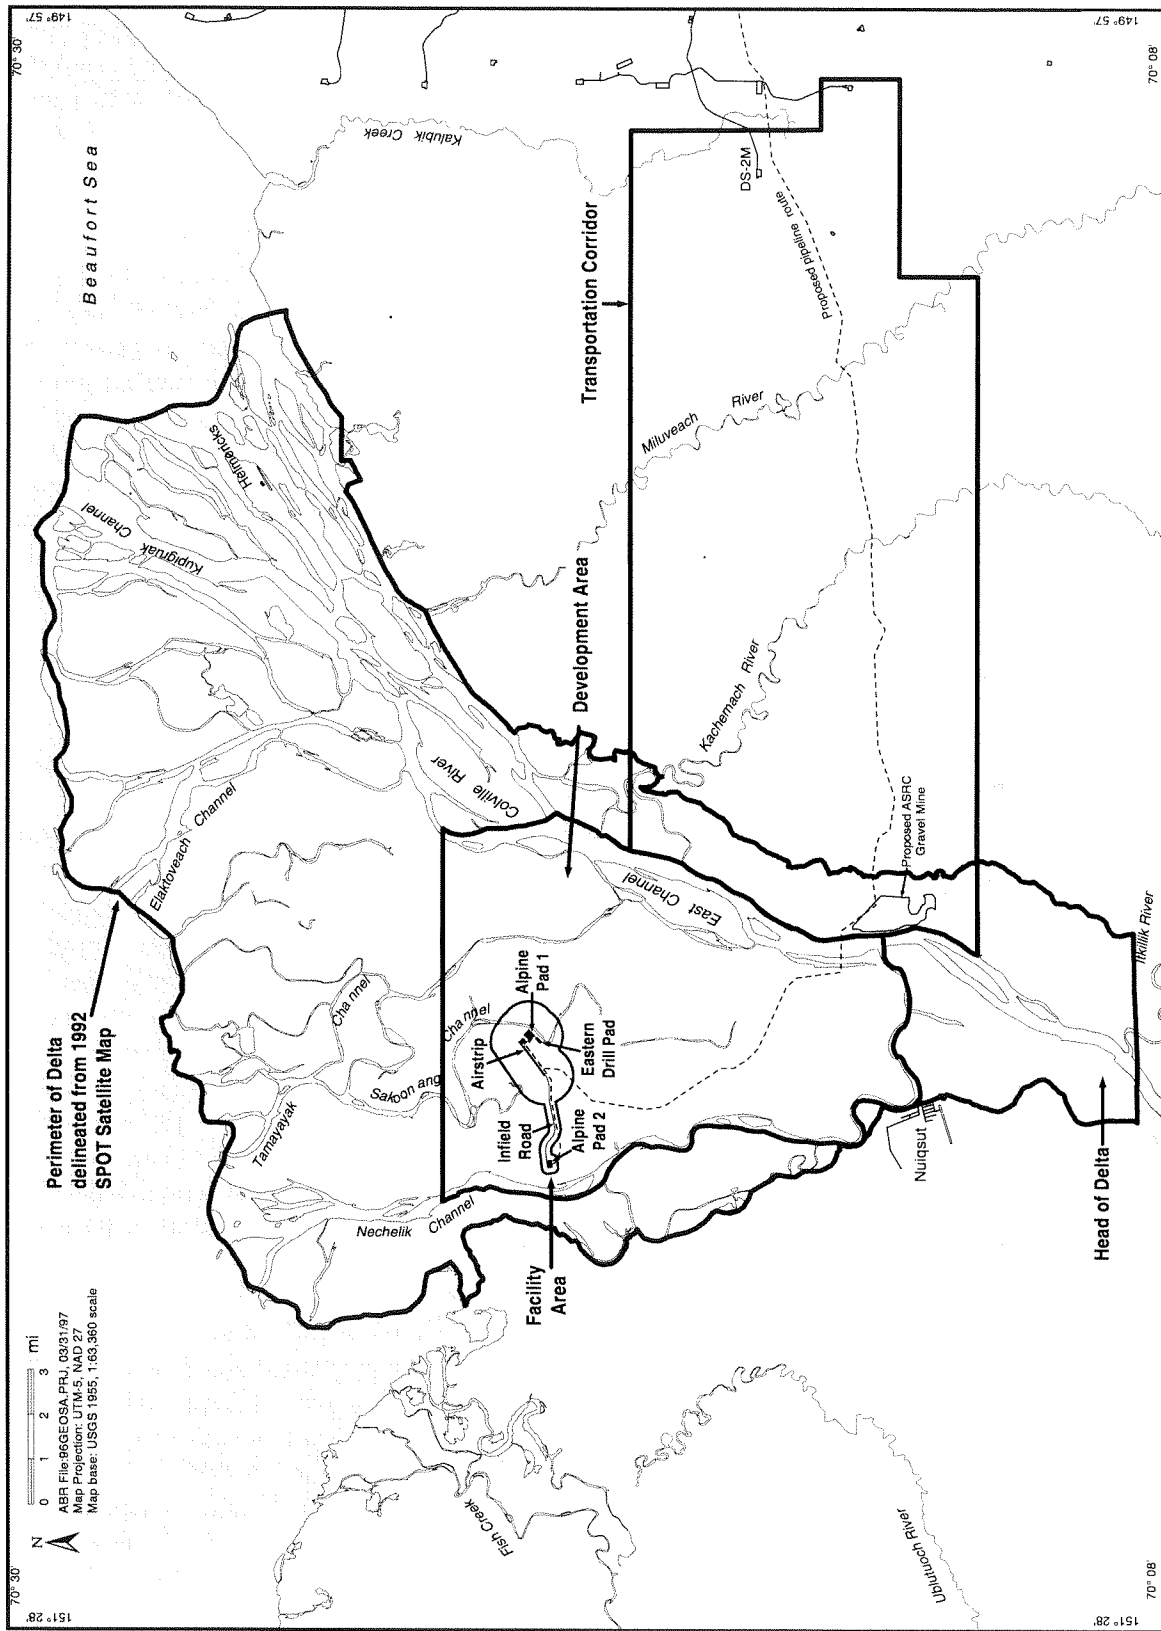 70° 30'
151° 28'
N
0 1 2 3 mi
ABR File:96GEOSA.PRJ, 03/31/97
Map Projection: UTM-5, NAD 27
Map base: USGS 1955, 1:63,360 scale
Perimeter of Delta
delineated from 1992
SPOT Satellite Map
Beaufort Sea
70° 30'
149° 57'
Elaktoveach Channel
Kupigruak
Channel
Helmericks
Kalubik Creek
Tamayayak
Channel
Sakoonang
Channel
Nechelik
Channel
Colville
River
Fish Creek
Facility
Area
Infield
Road
Airstrip
Alpine
Pad 1
Alpine
Pad 2
Eastern
Drill Pad
Development Area
Transportation Corridor
East
Channel
Kachemach River
Miluveach River
DS-2M
Proposed pipeline route
Proposed ASRC
Gravel Mine
Nuiqsut
Ublutuoch River
Head of Delta
Itkillik River
151° 28'
70° 08'
149° 57'
70° 08'